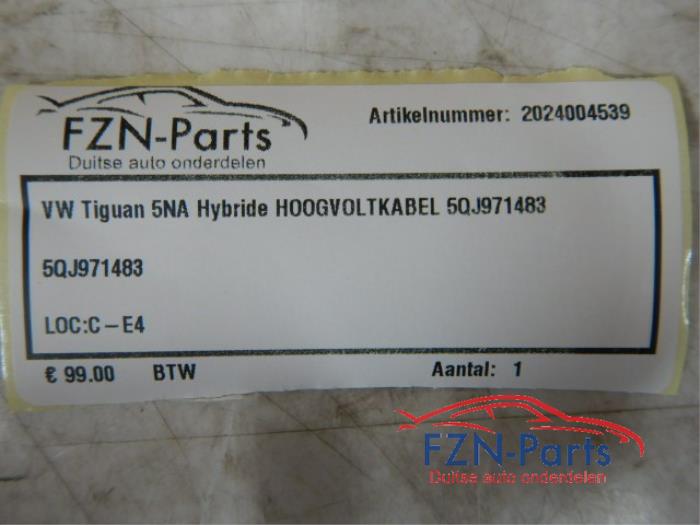 FZN-Parts
Duitse auto onderdelen
Artikelnummer: 2024004539
VW Tiguan 5NA Hybride HOOGVOLTKABEL 5QJ971483
5QJ971483
LOC:C-E4
€ 99.00 BTW Aantal: 1
FZN-Parts
Duitse auto onderdelen